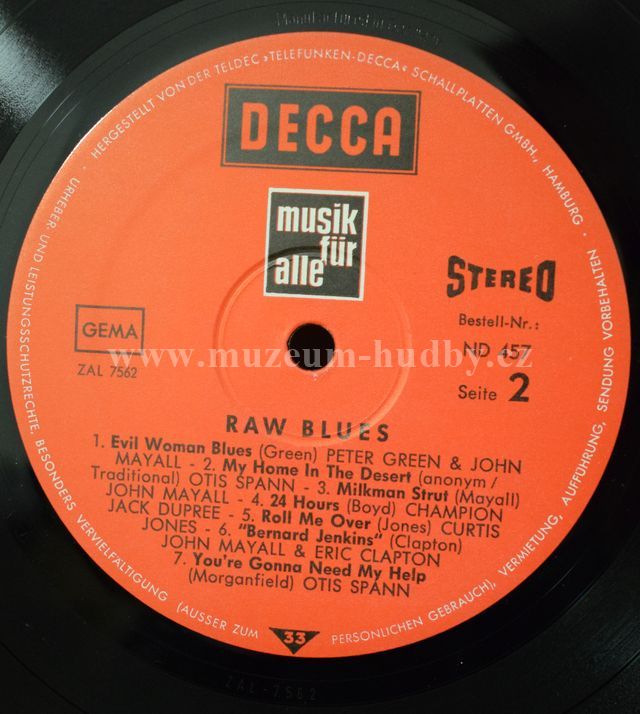 Manufactured
· HERGESTELLT VON DER TELDEC »TELEFUNKEN-DECCA« SCHALLPLATTEN GMBH., HAMBURG ·
DECCA
musik
für
alle
STEREO
GEMA
ZAL 7562
Bestell-Nr.:
ND 457
Seite 2
www.muzeum-hudby.cz
RAW BLUES
1. Evil Woman Blues (Green) PETER GREEN & JOHN
MAYALL - 2. My Home In The Desert (anonym /
Traditional) OTIS SPANN - 3. Milkman Strut (Mayall)
JOHN MAYALL - 4. 24 Hours (Boyd) CHAMPION
JACK DUPREE - 5. Roll Me Over (Jones) CURTIS
JONES - 6. "Bernard Jenkins" (Clapton)
JOHN MAYALL & ERIC CLAPTON
7. You're Gonna Need My Help
(Morganfield) OTIS SPANN
URHEBER- UND LEISTUNGSSCHUTZRECHTE, BESONDERS VERVIELFÄLTIGUNG (AUSSER ZUM PERSÖNLICHEN GEBRAUCH), VERMIETUNG, AUFFÜHRUNG, SENDUNG VORBEHALTEN
33
ZAL-7562